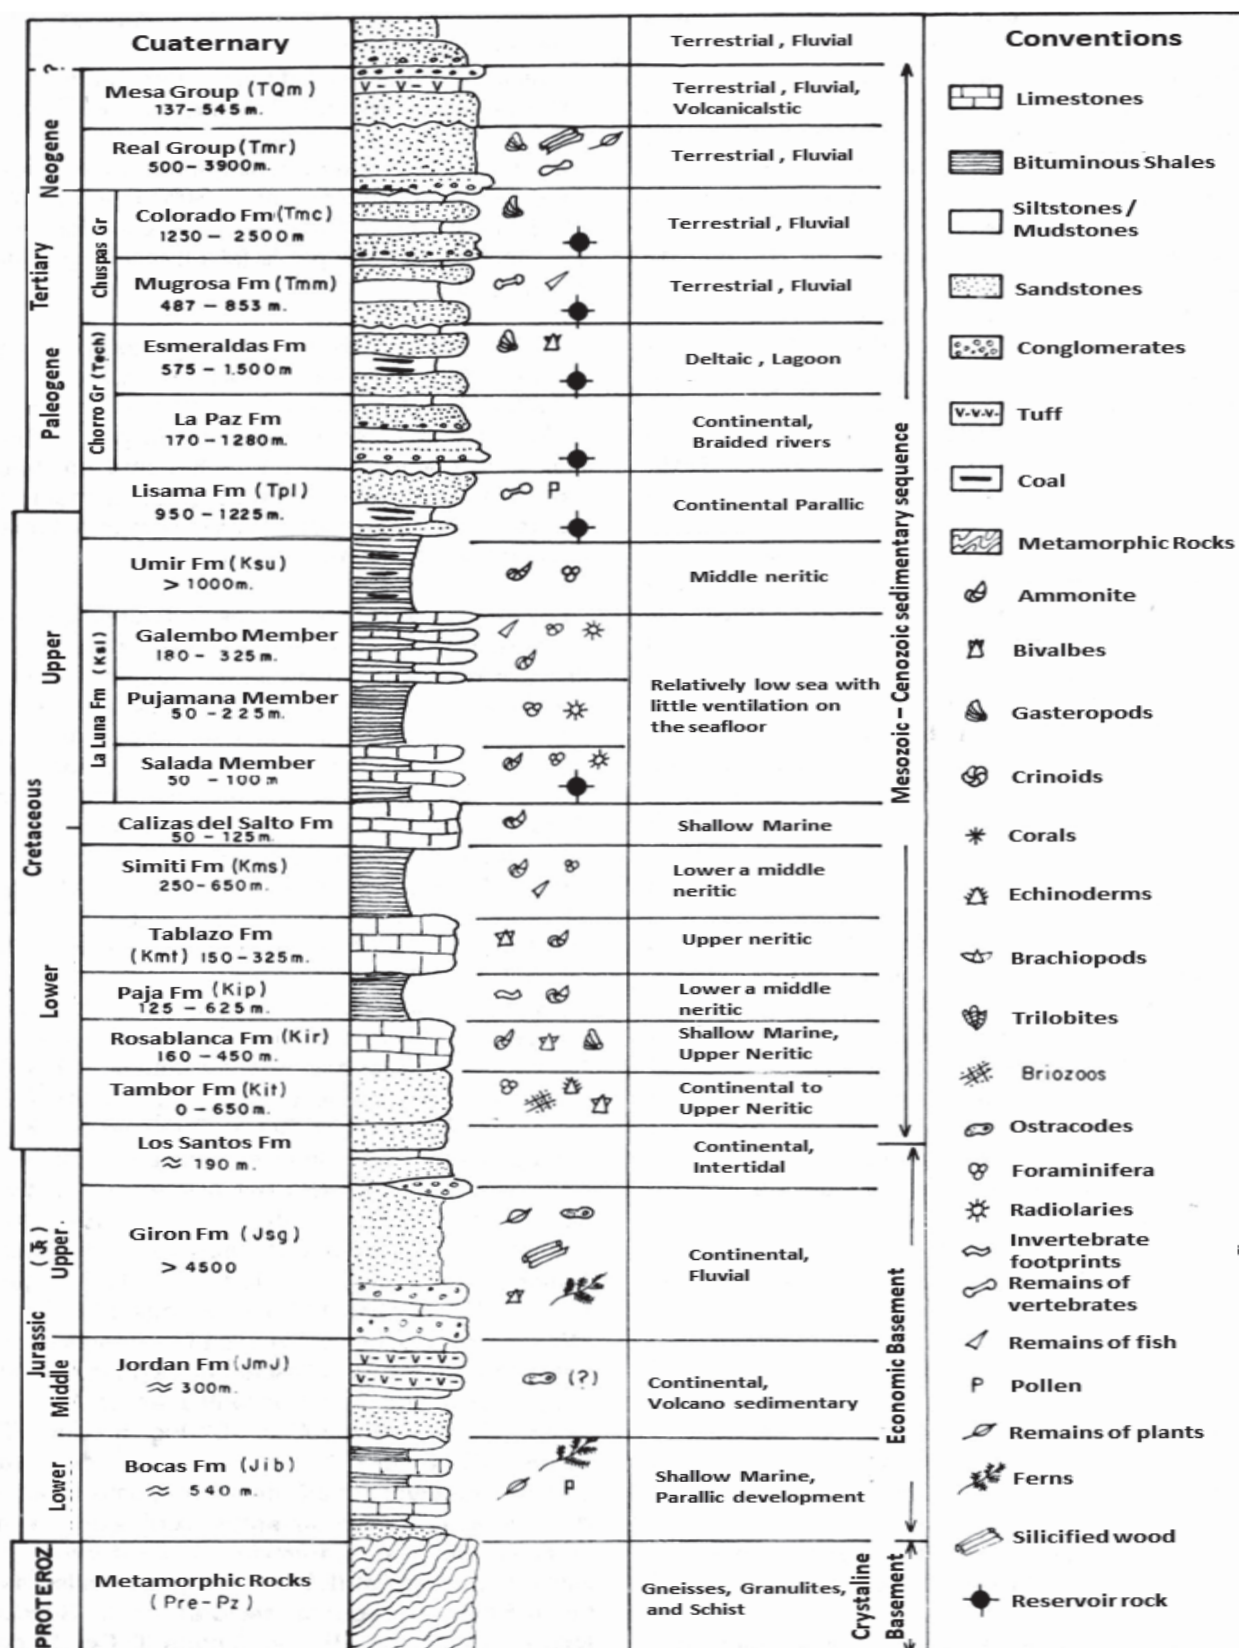 Cuaternary
Terrestrial , Fluvial
?
Mesa Group (TQm)
137-545 m.
Terrestrial , Fluvial,
Volcanicalstic
Neogene
Real Group (Tmr)
500-3900m.
Terrestrial , Fluvial
Tertiary
Chuspas Gr
Colorado Fm (Tmc)
1250 - 2500 m
Terrestrial , Fluvial
Mugrosa Fm (Tmm)
487 - 853 m.
Terrestrial , Fluvial
Paleogene
Chorro Gr
Esmeraldas Fm
575 - 1.500 m
Deltaic , Lagoon
La Paz Fm
170 - 1280m.
Continental,
Braided rivers
Lisama Fm (Tpl)
950 - 1225m.
P
Continental Parallic
Cretaceous
Upper
Umir Fm (Ksu)
> 1000m.
Middle neritic
La Luna Fm (Ksl)
Galembo Member
180 - 325 m.
Pujamana Member
50 - 225m.
Relatively low sea with
little ventilation on
the seafloor
Salada Member
50 - 100 m
Calizas del Salto Fm
50 - 125m.
Shallow Marine
Simiti Fm (Kms)
250-650m.
Lower a middle
neritic
Lower
Tablazo Fm
(Kmt) 150-325m.
Upper neritic
Paja Fm (Kip)
125 - 625m.
Lower a middle
neritic
Rosablanca Fm (Kir)
160 - 450 m.
Shallow Marine,
Upper Neritic
Tambor Fm (Kit)
0 - 650m.
Continental to
Upper Neritic
Los Santos Fm
≈ 190 m.
Continental,
Intertidal
Jurassic
Upper.
Giron Fm (Jsg)
> 4500
Continental,
Fluvial
Middle
Jordan Fm (JmJ)
≈ 300m.
(?)
Continental,
Volcano sedimentary
Lower
Bocas Fm (Jib)
≈ 540 m.
P
Shallow Marine,
Parallic development
PROTEROZ
Metamorphic Rocks
(Pre-Pz)
Gneisses, Granulites,
and Schist
Mesozoic - Cenozoic sedimentary sequence
Economic Basement
Crystaline
Basement
Conventions
Limestones
Bituminous Shales
Siltstones /
Mudstones
Sandstones
Conglomerates
V-V-V- Tuff
Coal
Metamorphic Rocks
Ammonite
Bivalbes
Gasteropods
Crinoids
Corals
Echinoderms
Brachiopods
Trilobites
Briozoos
Ostracodes
Foraminifera
Radiolaries
Invertebrate
footprints
Remains of
vertebrates
Remains of fish
P Pollen
Remains of plants
Ferns
Silicified wood
Reservoir rock